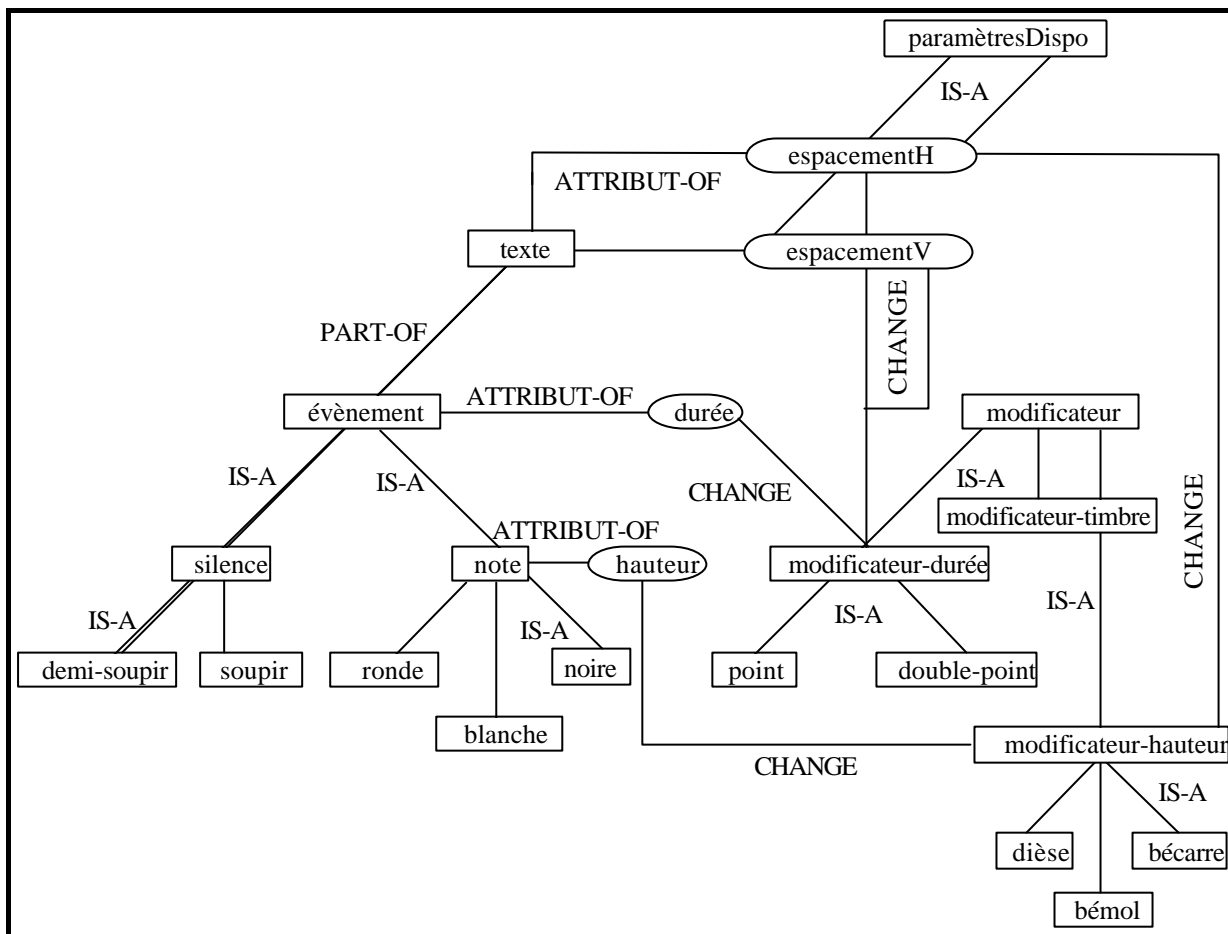 paramètresDispo
IS-A
espacementH
ATTRIBUT-OF
texte
espacementV
CHANGE
PART-OF
évènement
ATTRIBUT-OF
durée
modificateur
IS-A
IS-A
CHANGE
IS-A
modificateur-timbre
CHANGE
ATTRIBUT-OF
silence
note
hauteur
modificateur-durée
IS-A
IS-A
IS-A
IS-A
demi-soupir
soupir
ronde
noire
point
double-point
blanche
modificateur-hauteur
CHANGE
IS-A
dièse
bécarre
bémol